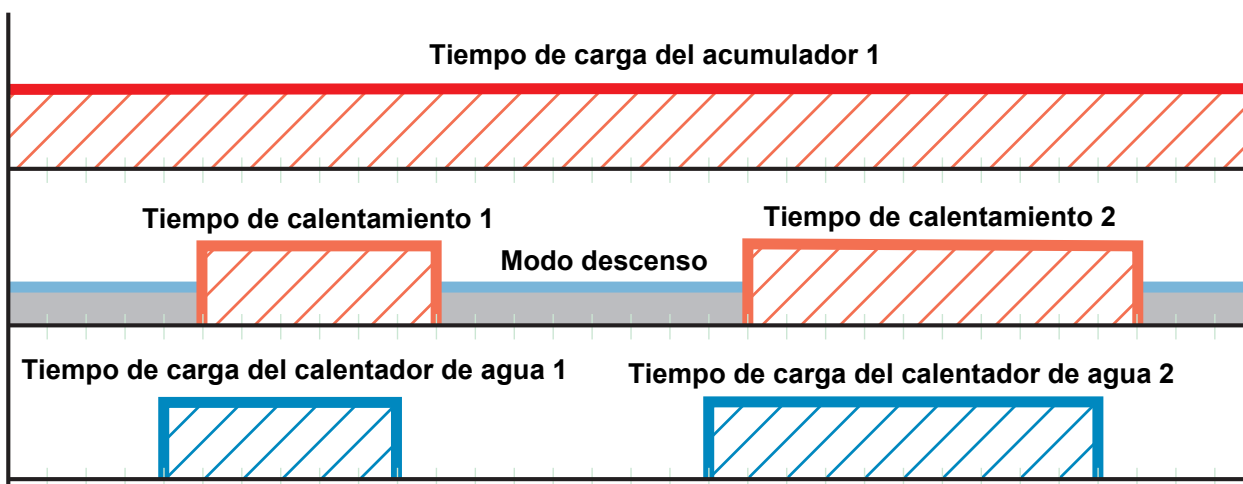 Tiempo de carga del acumulador 1
Tiempo de calentamiento 1
Tiempo de calentamiento 2
Modo descenso
Tiempo de carga del calentador de agua 1
Tiempo de carga del calentador de agua 2